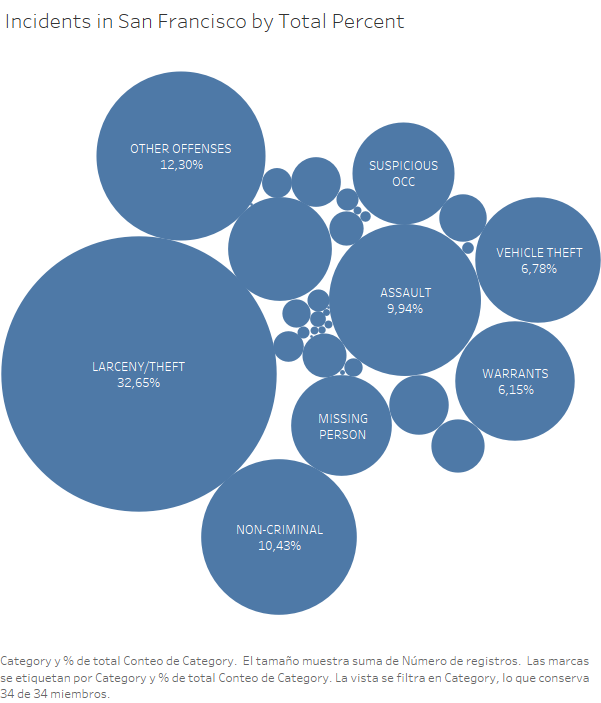 Incidents in San Francisco by Total Percent
OTHER OFFENSES
12,30%
SUSPICIOUS
OCC
VEHICLE THEFT
6,78%
ASSAULT
9,94%
LARCENY/THEFT
32,65%
WARRANTS
6,15%
MISSING
PERSON
NON-CRIMINAL
10,43%
Category y % de total Conteo de Category.  El tamaño muestra suma de Número de registros.  Las marcas
se etiquetan por Category y % de total Conteo de Category. La vista se filtra en Category, lo que conserva
34 de 34 miembros.